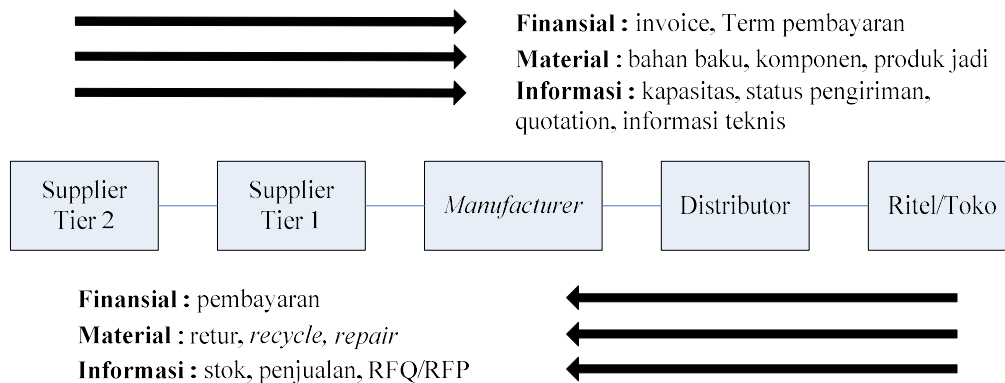 Finansial : invoice, Term pembayaran
Material : bahan baku, komponen, produk jadi
Informasi : kapasitas, status pengiriman,
quotation, informasi teknis
Supplier
Tier 2
Supplier
Tier 1
Manufacturer
Distributor
Ritel/Toko
Finansial : pembayaran
Material : retur, recycle, repair
Informasi : stok, penjualan, RFQ/RFP